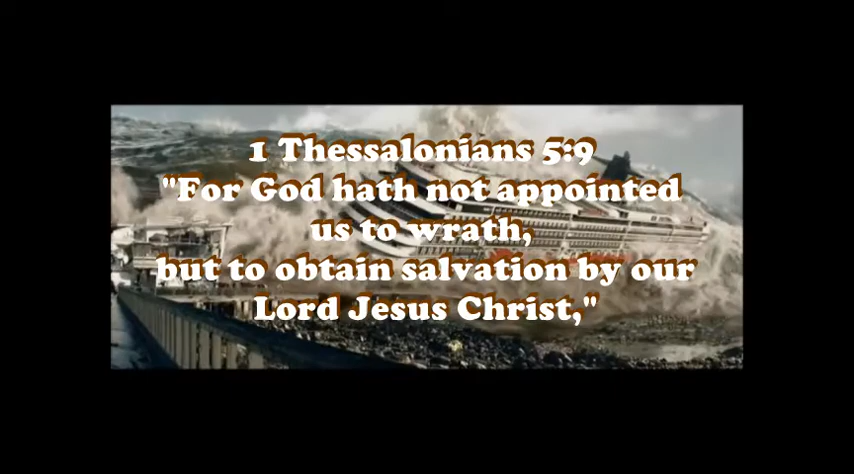 1 Thessalonians 5:9
"For God hath not appointed
us to wrath,
but to obtain salvation by our
Lord Jesus Christ,"